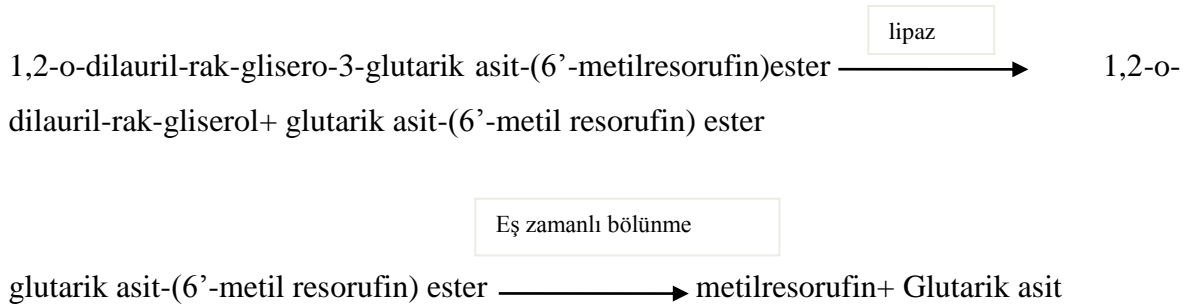 lipaz
1,2-o-dilauril-rak-glisero-3-glutarik asit-(6’-metilresorufin)ester 1,2-o-
dilauril-rak-gliserol+ glutarik asit-(6’-metil resorufin) ester
Eş zamanlı bölünme
glutarik asit-(6’-metil resorufin) ester metilresorufin+ Glutarik asit